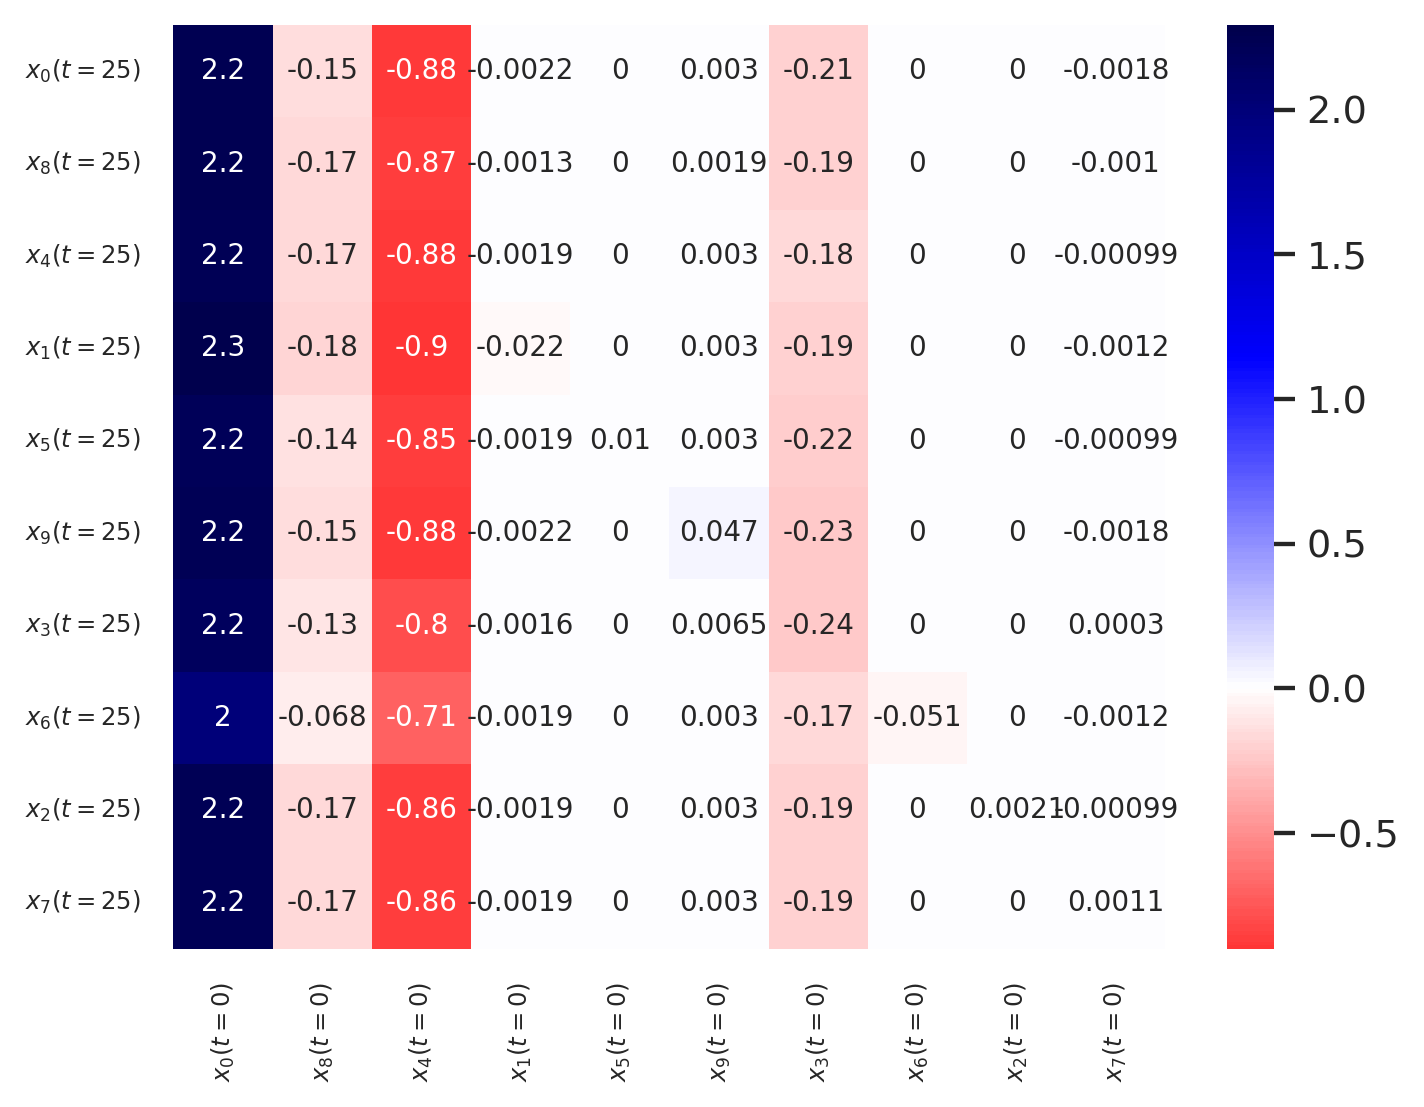 x₀(t = 25) 2.2 -0.15 -0.88 -0.0022 0 0.003 -0.21 0 0 -0.0018
x₈(t = 25) 2.2 -0.17 -0.87 -0.0013 0 0.0019 -0.19 0 0 -0.001
x₄(t = 25) 2.2 -0.17 -0.88 -0.0019 0 0.003 -0.18 0 0 -0.00099
x₁(t = 25) 2.3 -0.18 -0.9 -0.022 0 0.003 -0.19 0 0 -0.0012
x₅(t = 25) 2.2 -0.14 -0.85 -0.0019 0.01 0.003 -0.22 0 0 -0.00099
x₉(t = 25) 2.2 -0.15 -0.88 -0.0022 0 0.047 -0.23 0 0 -0.0018
x₃(t = 25) 2.2 -0.13 -0.8 -0.0016 0 0.0065 -0.24 0 0 0.0003
x₆(t = 25) 2 -0.068 -0.71 -0.0019 0 0.003 -0.17 -0.051 0 -0.0012
x₂(t = 25) 2.2 -0.17 -0.86 -0.0019 0 0.003 -0.19 0 0.0021 -0.00099
x₇(t = 25) 2.2 -0.17 -0.86 -0.0019 0 0.003 -0.19 0 0 0.0011
x₀(t = 0) x₈(t = 0) x₄(t = 0) x₁(t = 0) x₅(t = 0) x₉(t = 0) x₃(t = 0) x₆(t = 0) x₂(t = 0) x₇(t = 0)
2.0
1.5
1.0
0.5
0.0
−0.5